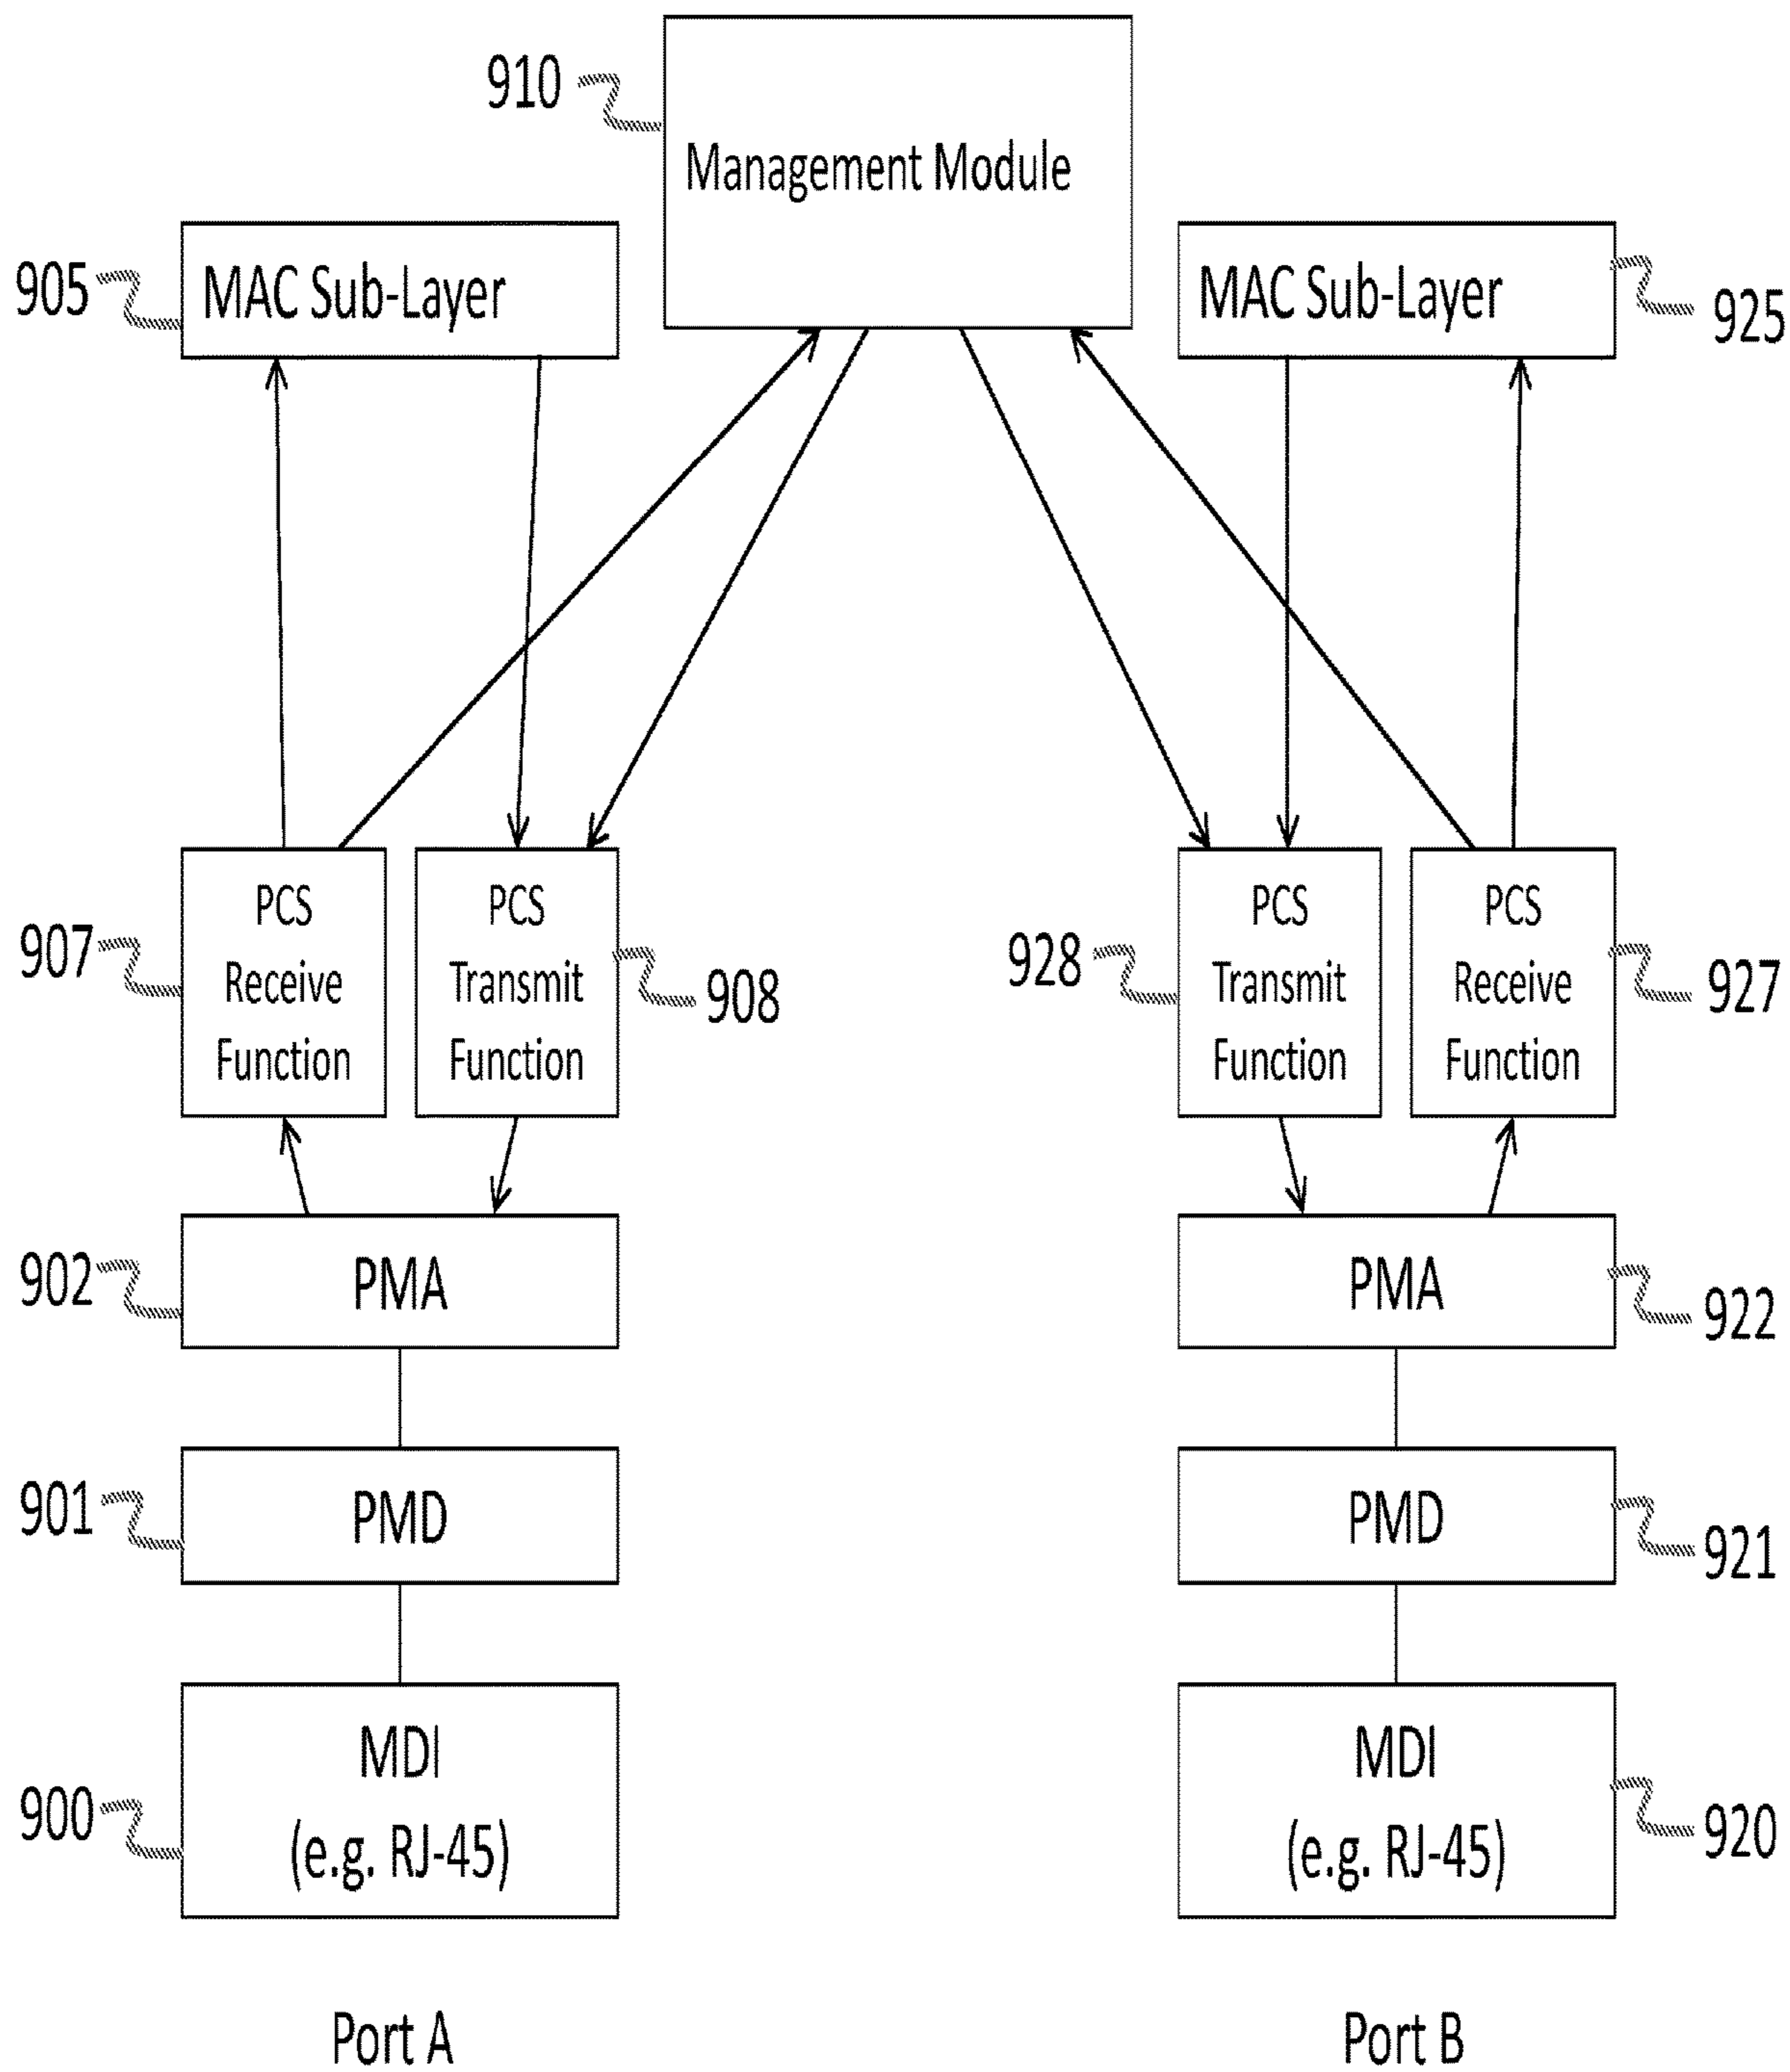 910
Management Module
905
MAC Sub-Layer
MAC Sub-Layer
925
907
PCS
Receive
Function
PCS
Transmit
Function
908
928
PCS
Transmit
Function
PCS
Receive
Function
927
902
PMA
PMA
922
901
PMD
PMD
921
900
MDI
(e.g. RJ-45)
MDI
(e.g. RJ-45)
920
Port A
Port B